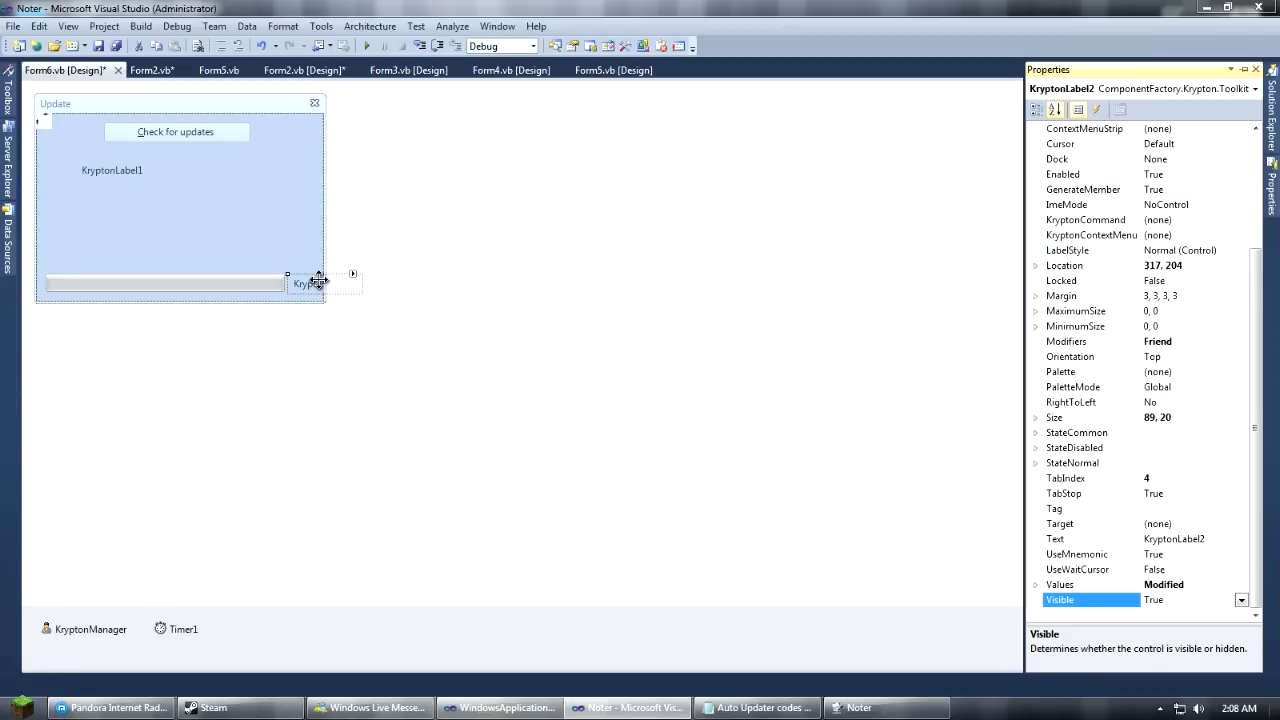 Noter - Microsoft Visual Studio (Administrator)
File Edit View Project Build Debug Team Data Format Tools Architecture Test Analyze Window Help
Debug
Form6.vb [Design]* Form2.vb* Form5.vb Form2.vb [Design]* Form3.vb [Design] Form4.vb [Design] Form5.vb [Design]
Toolbox
Server Explorer
Data Sources
Update
Check for updates
KryptonLabel1
KryptonManager Timer1
Properties
KryptonLabel2 ComponentFactory.Krypton.Toolkit
ContextMenuStrip (none)
Cursor Default
Dock None
Enabled True
GenerateMember True
ImeMode NoControl
KryptonCommand (none)
KryptonContextMenu (none)
LabelStyle Normal (Control)
Location 317, 204
Locked False
Margin 3, 3, 3, 3
MaximumSize 0, 0
MinimumSize 0, 0
Modifiers Friend
Orientation Top
Palette (none)
PaletteMode Global
RightToLeft No
Size 89, 20
StateCommon
StateDisabled
StateNormal
TabIndex 4
TabStop True
Tag
Target (none)
Text KryptonLabel2
UseMnemonic True
UseWaitCursor False
Values Modified
Visible True
Visible
Determines whether the control is visible or hidden.
Solution Explorer
Properties
Pandora Internet Rad... Steam Windows Live Messe... WindowsApplication... Noter - Microsoft Vis... Auto Updater codes ... Noter 2:08 AM